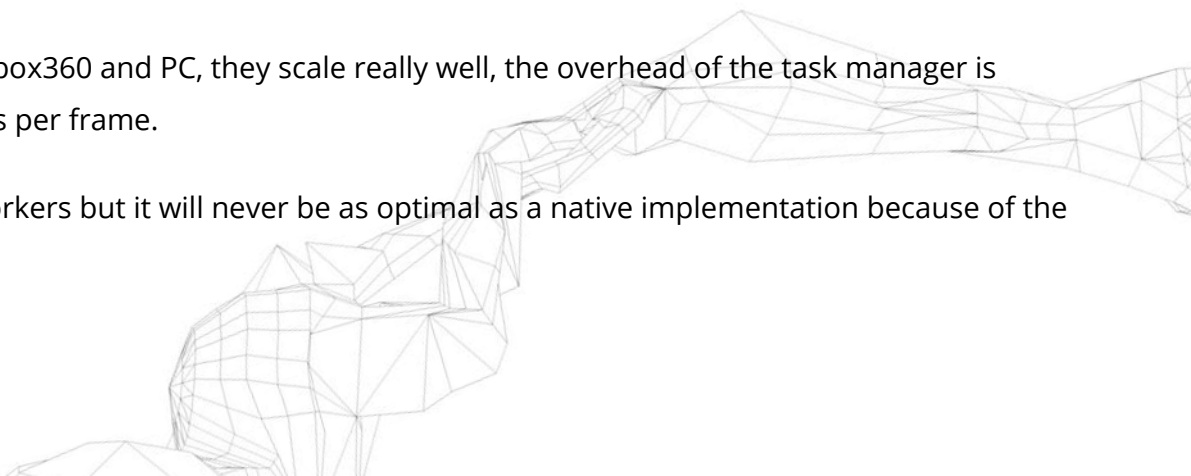 box360 and PC, they scale really well, the overhead of the task manager is
s per frame.
rkers but it will never be as optimal as a native implementation because of the